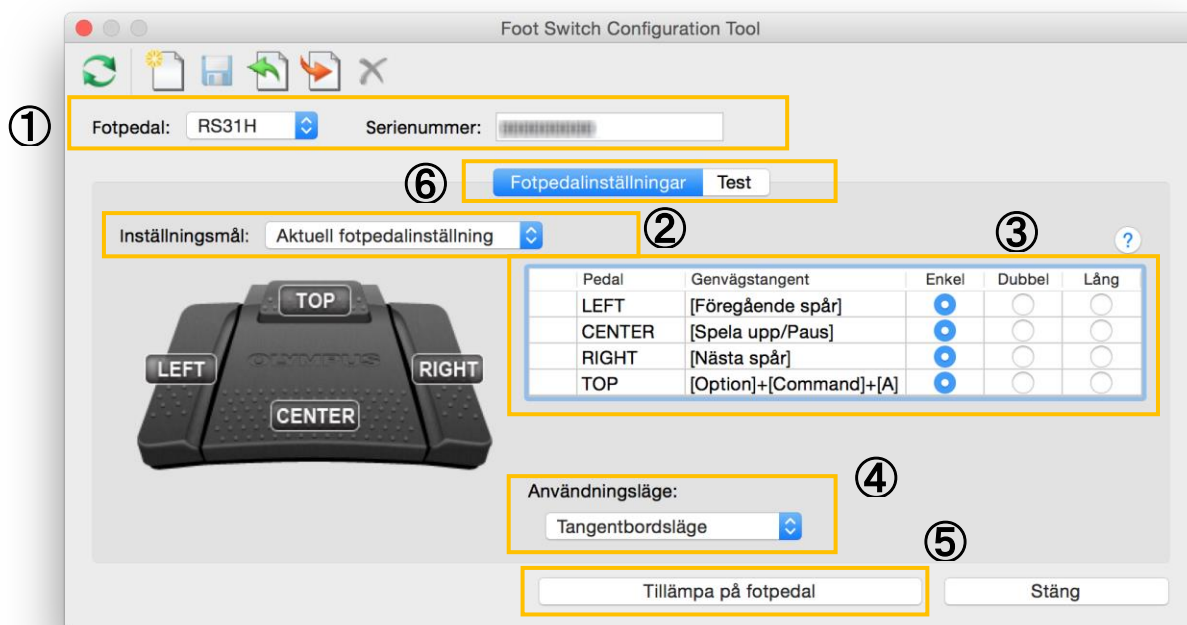 Foot Switch Configuration Tool
① Fotpedal: RS31H Serienummer:
⑥ Fotpedalinställningar Test
Inställningsmål: Aktuell fotpedalinställning ② ③ ?
Pedal Genvägstangent Enkel Dubbel Lång
LEFT [Föregående spår]
CENTER [Spela upp/Paus]
RIGHT [Nästa spår]
TOP [Option]+[Command]+[A]
TOP
OLYMPUS
LEFT RIGHT
CENTER
Användningsläge: ④
Tangentbordsläge
⑤
Tillämpa på fotpedal Stäng